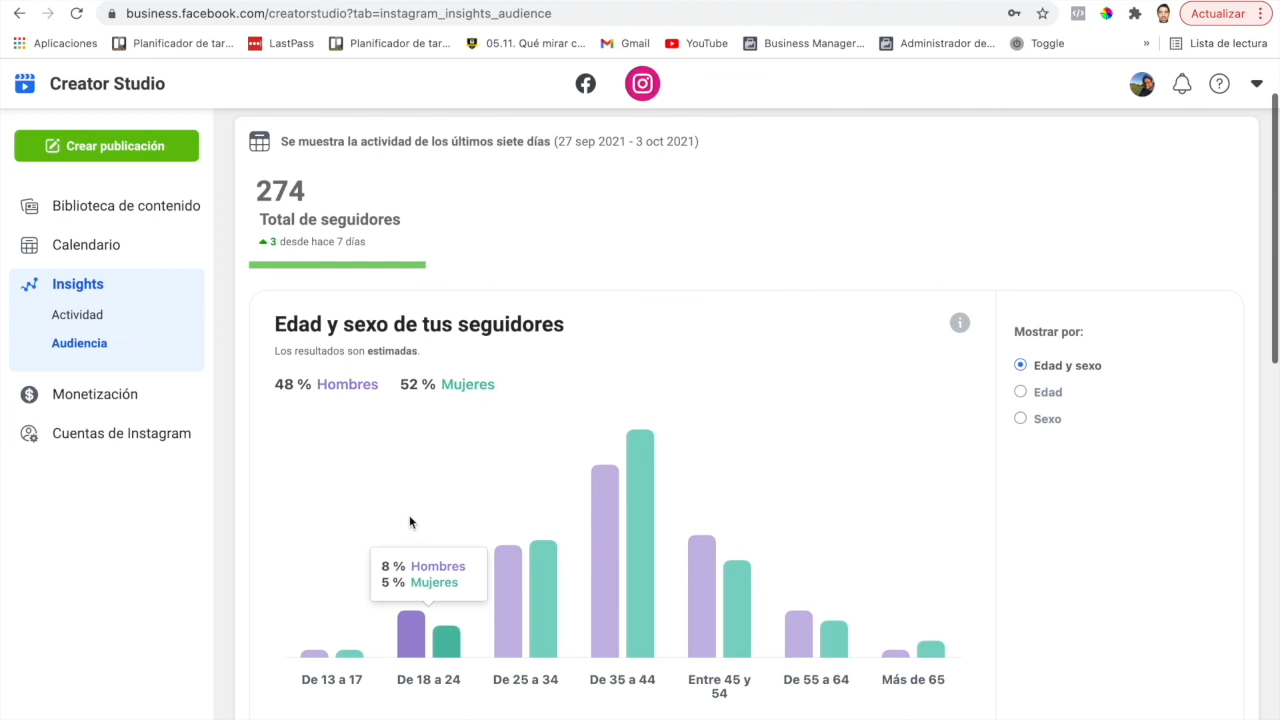 business.facebook.com/creatorstudio?tab=instagram_insights_audience
Actualizar
Aplicaciones
Planificador de tar...
LastPass
Planificador de tar...
05.11. Qué mirar c...
Gmail
YouTube
Business Manager...
Administrador de...
Toggle
»
Lista de lectura
Creator Studio
Crear publicación
Biblioteca de contenido
Calendario
Insights
Actividad
Audiencia
Monetización
Cuentas de Instagram
Se muestra la actividad de los últimos siete días (27 sep 2021 - 3 oct 2021)
274
Total de seguidores
3 desde hace 7 días
Edad y sexo de tus seguidores
Los resultados son estimadas.
48 % Hombres 52 % Mujeres
8 % Hombres
5 % Mujeres
De 13 a 17
De 18 a 24
De 25 a 34
De 35 a 44
Entre 45 y
54
De 55 a 64
Más de 65
Mostrar por:
Edad y sexo
Edad
Sexo